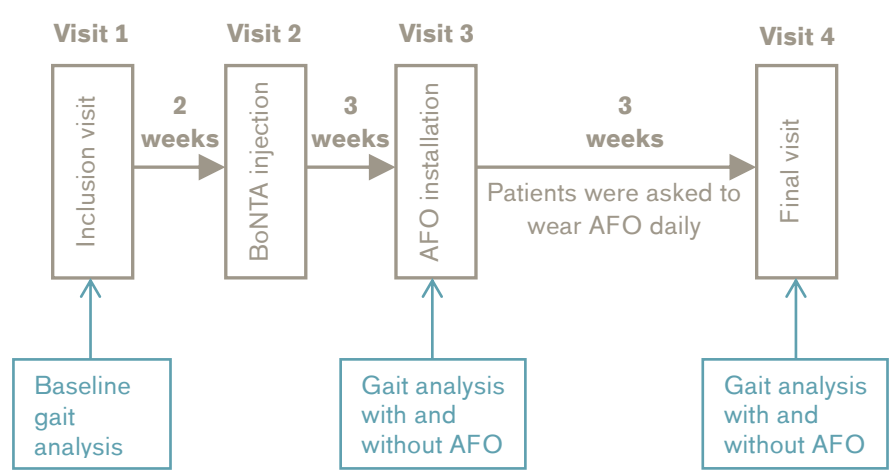 Visit 1
Visit 2
Visit 3
Visit 4
Inclusion visit
2
weeks
BoNTA injection
3
weeks
AFO installation
3
weeks
Patients were asked to
wear AFO daily
Final visit
Baseline
gait
analysis
Gait analysis
with and
without AFO
Gait analysis
with and
without AFO